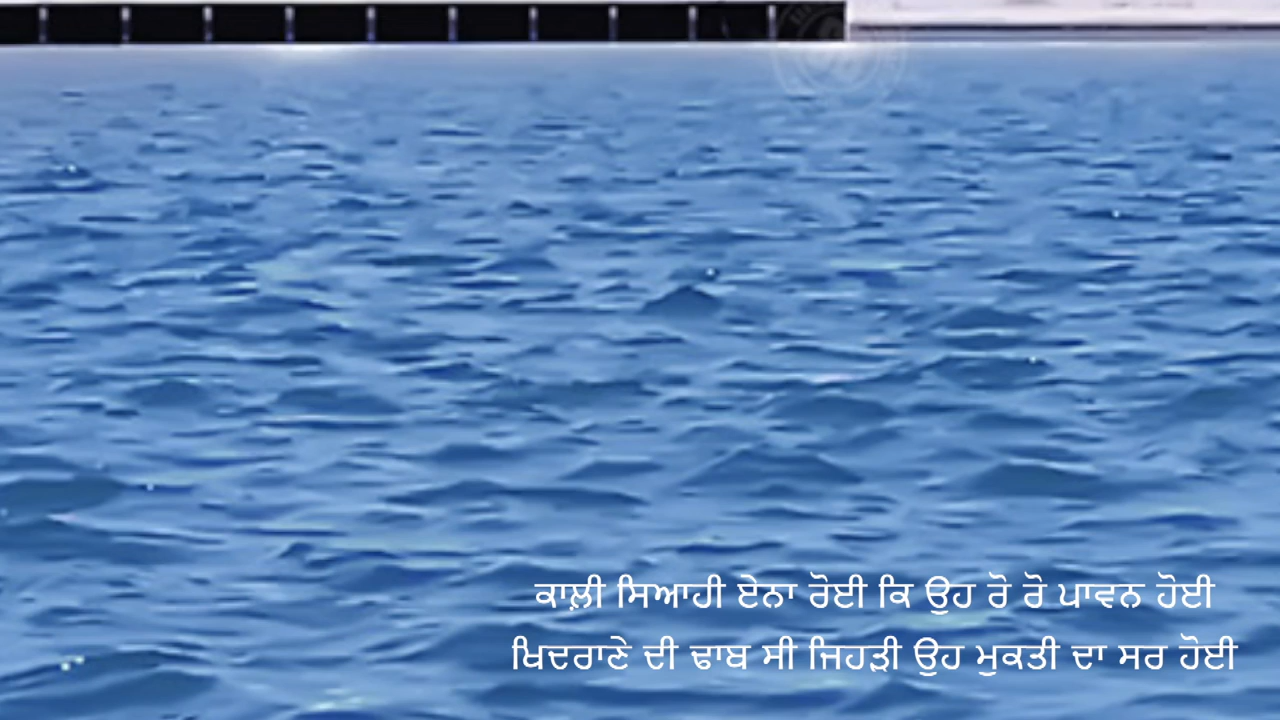 ਕਾਲ਼ੀ ਸਿਆਹੀ ਏਨਾ ਰੋਈ ਕਿ ਉਹ ਰੋ ਰੋ ਪਾਵਨ ਹੋਈ
ਖਿਦਰਾਣੇ ਦੀ ਢਾਬ ਸੀ ਜਿਹੜੀ ਉਹ ਮੁਕਤੀ ਦਾ ਸਰ ਹੋਈ